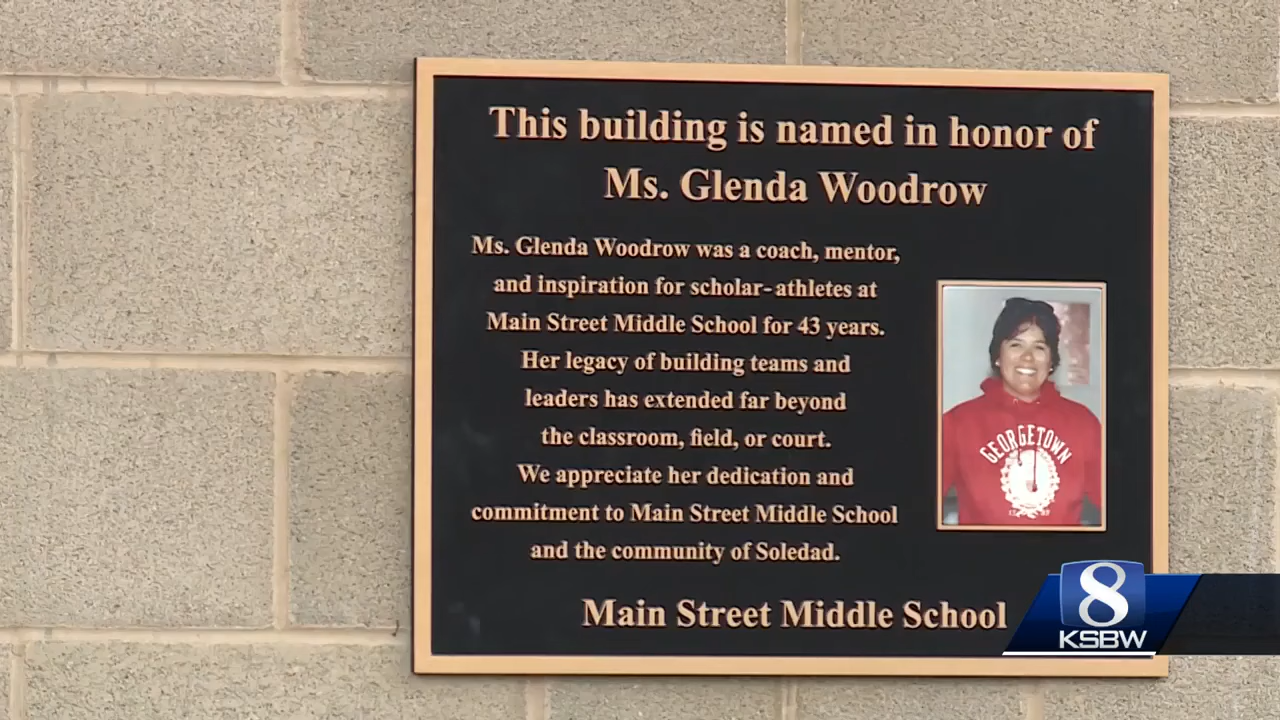 This building is named in honor of
Ms. Glenda Woodrow
Ms. Glenda Woodrow was a coach, mentor,
and inspiration for scholar-athletes at
Main Street Middle School for 43 years.
Her legacy of building teams and
leaders has extended far beyond
the classroom, field, or court.
We appreciate her dedication and
commitment to Main Street Middle School
and the community of Soledad.
Main Street Middle School
GEORGETOWN
8
KSBW